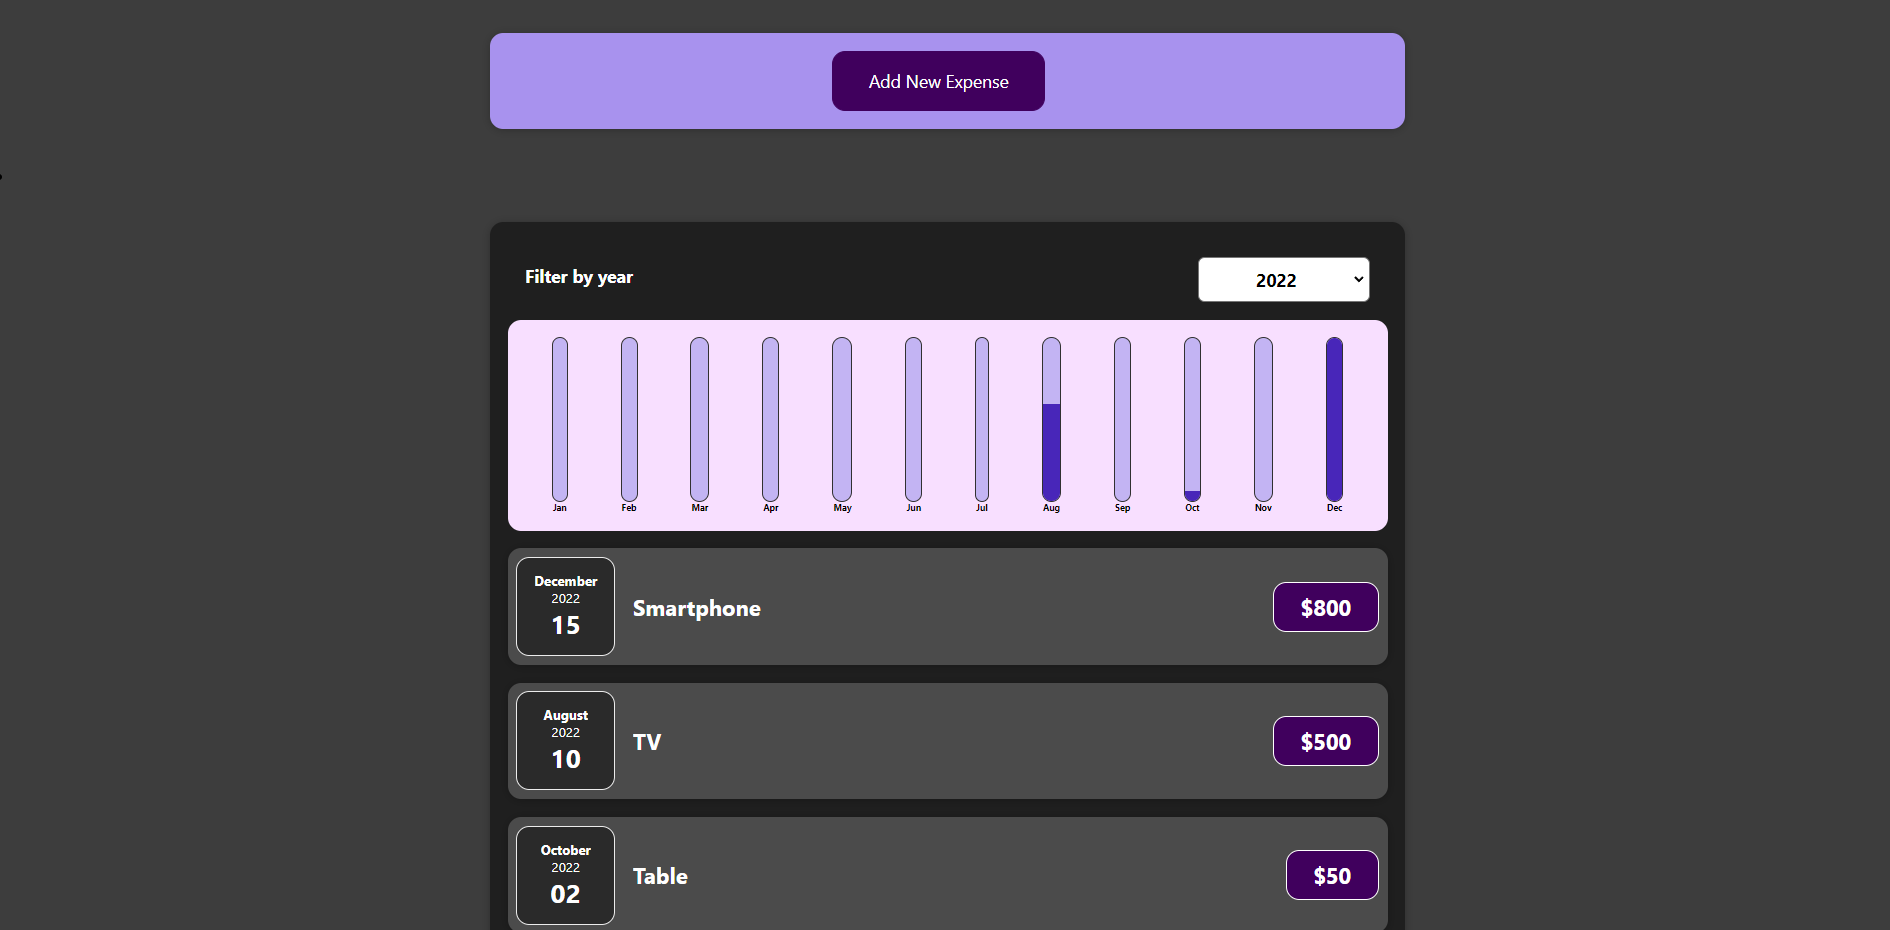 Add New Expense
Filter by year
2022
Jan Feb Mar Apr May Jun Jul Aug Sep Oct Nov Dec
December
2022
15
Smartphone
$800
August
2022
10
TV
$500
October
2022
02
Table
$50